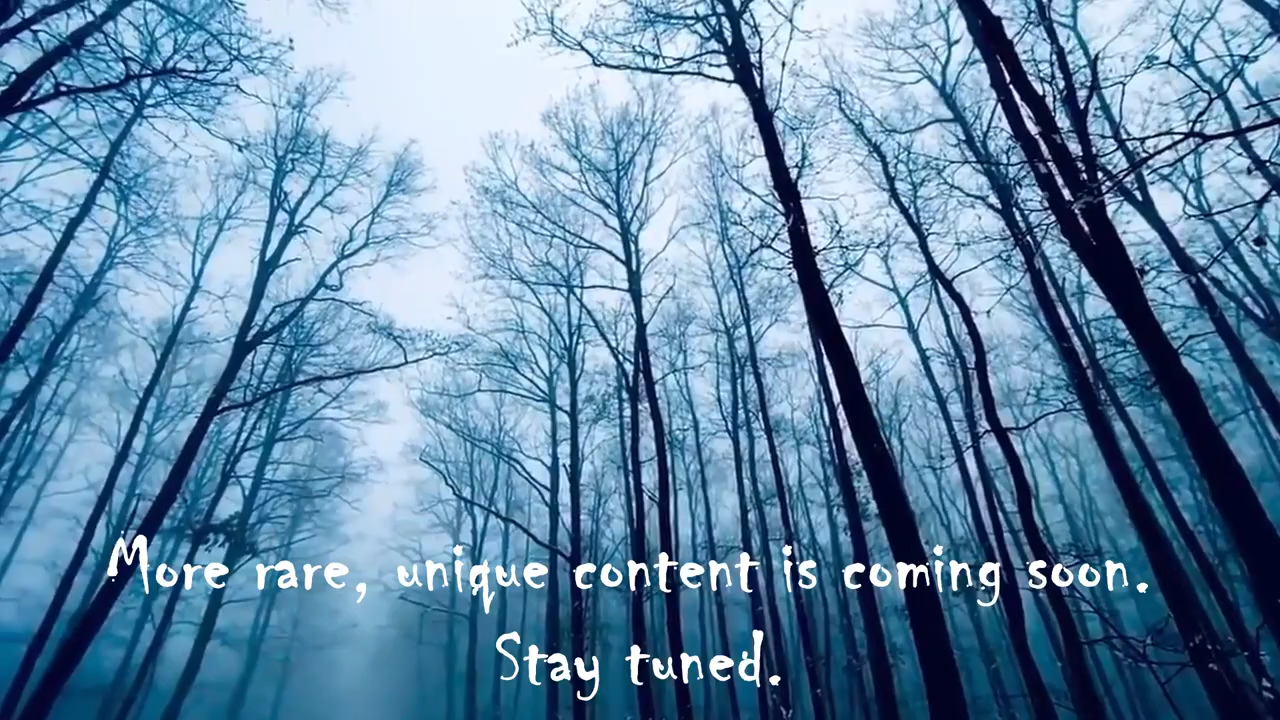 More rare, unique content is coming soon.
Stay tuned.